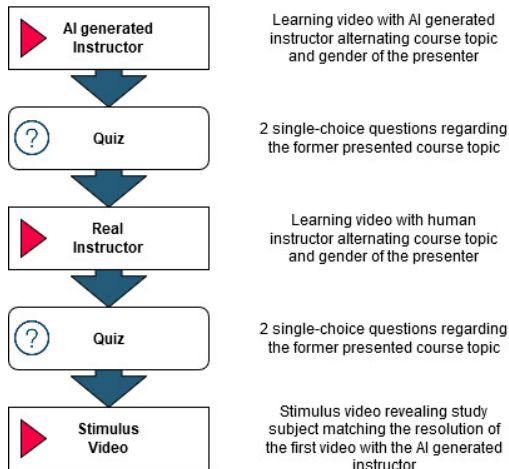 AI generated
Instructor
Learning video with AI generated
instructor alternating course topic
and gender of the presenter
?
Quiz
2 single-choice questions regarding
the former presented course topic
Real
Instructor
Learning video with human
instructor alternating course topic
and gender of the presenter
?
Quiz
2 single-choice questions regarding
the former presented course topic
Stimulus
Video
Stimulus video revealing study
subject matching the resolution of
the first video with the AI generated
instructor